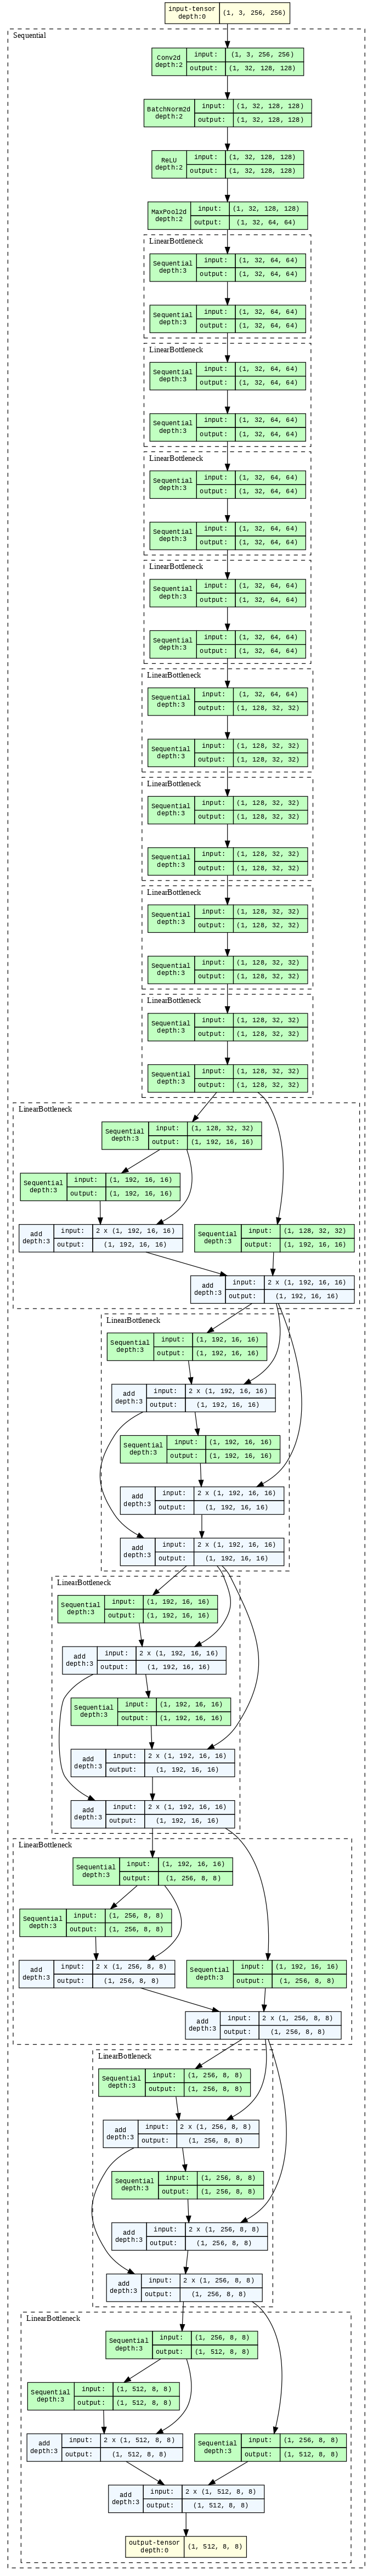 input-tensor
depth:0
(1, 3, 256, 256)
Sequential
Conv2d
depth:2
input:
(1, 3, 256, 256)
output:
(1, 32, 128, 128)
BatchNorm2d
depth:2
input:
(1, 32, 128, 128)
output:
(1, 32, 128, 128)
ReLU
depth:2
input:
(1, 32, 128, 128)
output:
(1, 32, 128, 128)
MaxPool2d
depth:2
input:
(1, 32, 128, 128)
output:
(1, 32, 64, 64)
LinearBottleneck
Sequential
depth:3
input:
(1, 32, 64, 64)
output:
(1, 32, 64, 64)
Sequential
depth:3
input:
(1, 32, 64, 64)
output:
(1, 32, 64, 64)
LinearBottleneck
Sequential
depth:3
input:
(1, 32, 64, 64)
output:
(1, 32, 64, 64)
Sequential
depth:3
input:
(1, 32, 64, 64)
output:
(1, 32, 64, 64)
LinearBottleneck
Sequential
depth:3
input:
(1, 32, 64, 64)
output:
(1, 32, 64, 64)
Sequential
depth:3
input:
(1, 32, 64, 64)
output:
(1, 32, 64, 64)
LinearBottleneck
Sequential
depth:3
input:
(1, 32, 64, 64)
output:
(1, 32, 64, 64)
Sequential
depth:3
input:
(1, 32, 64, 64)
output:
(1, 32, 64, 64)
LinearBottleneck
Sequential
depth:3
input:
(1, 32, 64, 64)
output:
(1, 128, 32, 32)
Sequential
depth:3
input:
(1, 128, 32, 32)
output:
(1, 128, 32, 32)
LinearBottleneck
Sequential
depth:3
input:
(1, 128, 32, 32)
output:
(1, 128, 32, 32)
Sequential
depth:3
input:
(1, 128, 32, 32)
output:
(1, 128, 32, 32)
LinearBottleneck
Sequential
depth:3
input:
(1, 128, 32, 32)
output:
(1, 128, 32, 32)
Sequential
depth:3
input:
(1, 128, 32, 32)
output:
(1, 128, 32, 32)
LinearBottleneck
Sequential
depth:3
input:
(1, 128, 32, 32)
output:
(1, 128, 32, 32)
Sequential
depth:3
input:
(1, 128, 32, 32)
output:
(1, 128, 32, 32)
LinearBottleneck
Sequential
depth:3
input:
(1, 128, 32, 32)
output:
(1, 192, 16, 16)
Sequential
depth:3
input:
(1, 192, 16, 16)
output:
(1, 192, 16, 16)
add
depth:3
input:
2 x (1, 192, 16, 16)
output:
(1, 192, 16, 16)
Sequential
depth:3
input:
(1, 128, 32, 32)
output:
(1, 192, 16, 16)
add
depth:3
input:
2 x (1, 192, 16, 16)
output:
(1, 192, 16, 16)
LinearBottleneck
Sequential
depth:3
input:
(1, 192, 16, 16)
output:
(1, 192, 16, 16)
add
depth:3
input:
2 x (1, 192, 16, 16)
output:
(1, 192, 16, 16)
Sequential
depth:3
input:
(1, 192, 16, 16)
output:
(1, 192, 16, 16)
add
depth:3
input:
2 x (1, 192, 16, 16)
output:
(1, 192, 16, 16)
add
depth:3
input:
2 x (1, 192, 16, 16)
output:
(1, 192, 16, 16)
LinearBottleneck
Sequential
depth:3
input:
(1, 192, 16, 16)
output:
(1, 192, 16, 16)
add
depth:3
input:
2 x (1, 192, 16, 16)
output:
(1, 192, 16, 16)
Sequential
depth:3
input:
(1, 192, 16, 16)
output:
(1, 192, 16, 16)
add
depth:3
input:
2 x (1, 192, 16, 16)
output:
(1, 192, 16, 16)
add
depth:3
input:
2 x (1, 192, 16, 16)
output:
(1, 192, 16, 16)
LinearBottleneck
Sequential
depth:3
input:
(1, 192, 16, 16)
output:
(1, 256, 8, 8)
Sequential
depth:3
input:
(1, 256, 8, 8)
output:
(1, 256, 8, 8)
add
depth:3
input:
2 x (1, 256, 8, 8)
output:
(1, 256, 8, 8)
Sequential
depth:3
input:
(1, 192, 16, 16)
output:
(1, 256, 8, 8)
add
depth:3
input:
2 x (1, 256, 8, 8)
output:
(1, 256, 8, 8)
LinearBottleneck
Sequential
depth:3
input:
(1, 256, 8, 8)
output:
(1, 256, 8, 8)
add
depth:3
input:
2 x (1, 256, 8, 8)
output:
(1, 256, 8, 8)
Sequential
depth:3
input:
(1, 256, 8, 8)
output:
(1, 256, 8, 8)
add
depth:3
input:
2 x (1, 256, 8, 8)
output:
(1, 256, 8, 8)
add
depth:3
input:
2 x (1, 256, 8, 8)
output:
(1, 256, 8, 8)
LinearBottleneck
Sequential
depth:3
input:
(1, 256, 8, 8)
output:
(1, 512, 8, 8)
Sequential
depth:3
input:
(1, 512, 8, 8)
output:
(1, 512, 8, 8)
add
depth:3
input:
2 x (1, 512, 8, 8)
output:
(1, 512, 8, 8)
Sequential
depth:3
input:
(1, 256, 8, 8)
output:
(1, 512, 8, 8)
add
depth:3
input:
2 x (1, 512, 8, 8)
output:
(1, 512, 8, 8)
output-tensor
depth:0
(1, 512, 8, 8)